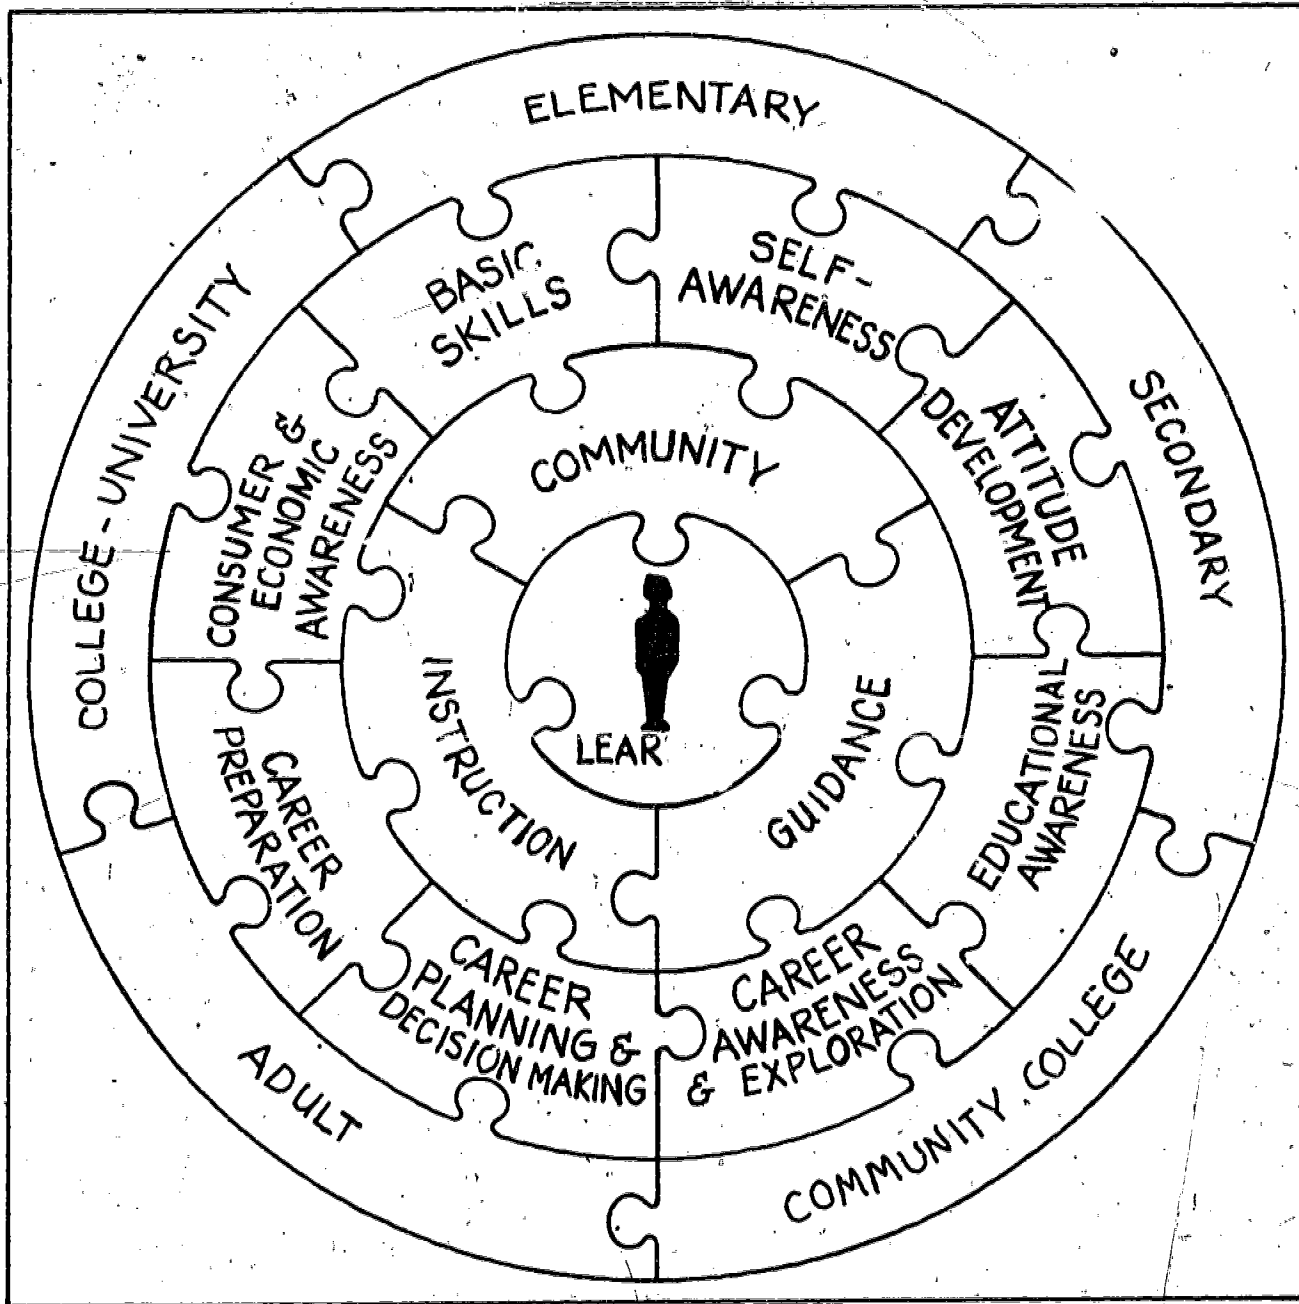 ELEMENTARY
SECONDARY
COMMUNITY COLLEGE
ADULT
COLLEGE - UNIVERSITY
BASIC
SKILLS
SELF-
AWARENESS
ATTITUDE
DEVELOPMENT
EDUCATIONAL
AWARENESS
CAREER
AWARENESS
& EXPLORATION
CAREER
PLANNING &
DECISION MAKING
CAREER
PREPARATION
CONSUMER &
ECONOMIC
AWARENESS
COMMUNITY
GUIDANCE
INSTRUCTION
LEAR